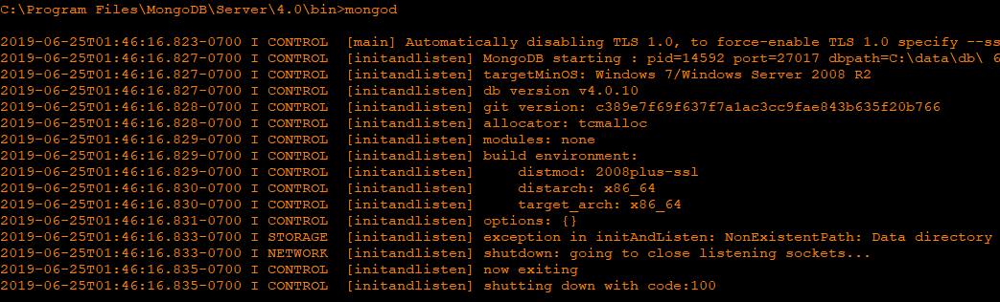 C:\Program Files\MongoDB\Server\4.0\bin>mongod
2019-06-25T01:46:16.823-0700 I CONTROL  [main] Automatically disabling TLS 1.0, to force-enable TLS 1.0 specify --ss
2019-06-25T01:46:16.827-0700 I CONTROL  [initandlisten] MongoDB starting : pid=14592 port=27017 dbpath=C:\data\db\ 6
2019-06-25T01:46:16.827-0700 I CONTROL  [initandlisten] targetMinOS: Windows 7/Windows Server 2008 R2
2019-06-25T01:46:16.827-0700 I CONTROL  [initandlisten] db version v4.0.10
2019-06-25T01:46:16.828-0700 I CONTROL  [initandlisten] git version: c389e7f69f637f7a1ac3cc9fae843b635f20b766
2019-06-25T01:46:16.828-0700 I CONTROL  [initandlisten] allocator: tcmalloc
2019-06-25T01:46:16.829-0700 I CONTROL  [initandlisten] modules: none
2019-06-25T01:46:16.829-0700 I CONTROL  [initandlisten] build environment:
2019-06-25T01:46:16.829-0700 I CONTROL  [initandlisten]     distmod: 2008plus-ssl
2019-06-25T01:46:16.830-0700 I CONTROL  [initandlisten]     distarch: x86_64
2019-06-25T01:46:16.830-0700 I CONTROL  [initandlisten]     target_arch: x86_64
2019-06-25T01:46:16.831-0700 I CONTROL  [initandlisten] options: {}
2019-06-25T01:46:16.833-0700 I STORAGE  [initandlisten] exception in initAndListen: NonExistentPath: Data directory
2019-06-25T01:46:16.833-0700 I NETWORK  [initandlisten] shutdown: going to close listening sockets...
2019-06-25T01:46:16.835-0700 I CONTROL  [initandlisten] now exiting
2019-06-25T01:46:16.835-0700 I CONTROL  [initandlisten] shutting down with code:100